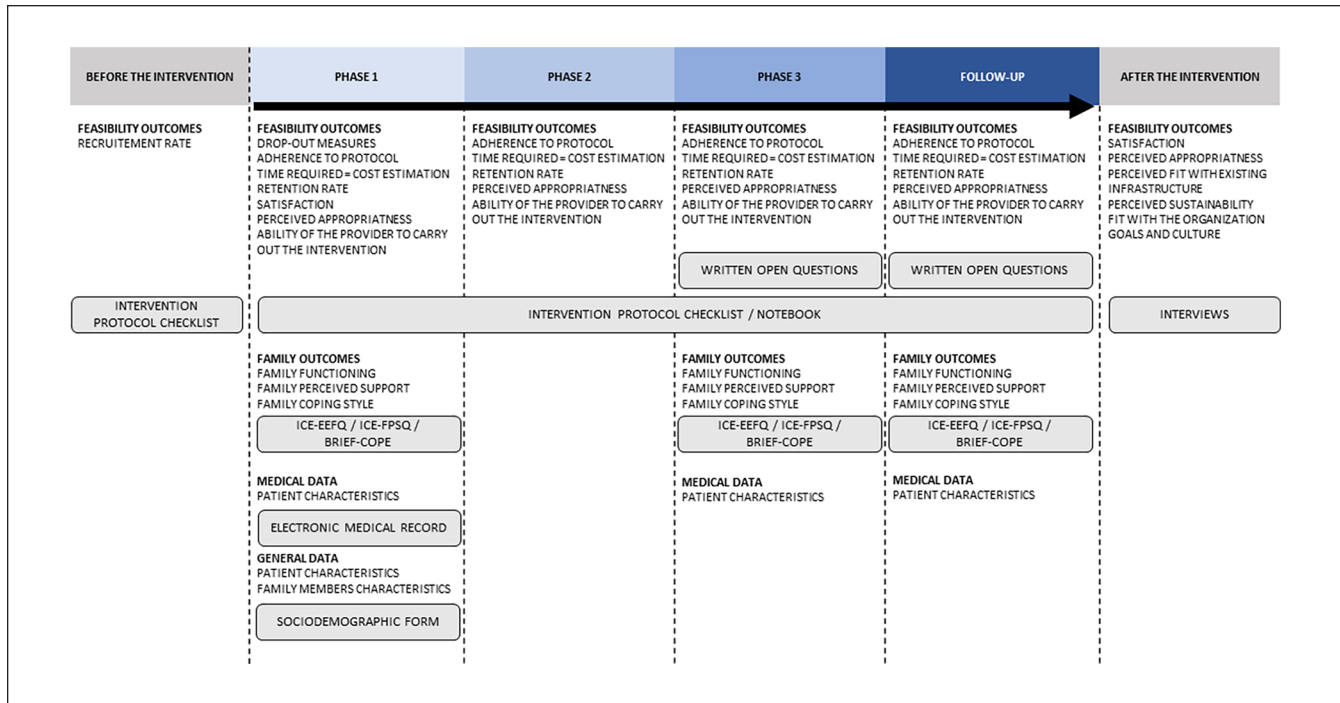 BEFORE THE INTERVENTION
PHASE 1
PHASE 2
PHASE 3
FOLLOW-UP
AFTER THE INTERVENTION
FEASIBILITY OUTCOMES
RECRUITEMENT RATE
FEASIBILITY OUTCOMES
DROP-OUT MEASURES
ADHERENCE TO PROTOCOL
TIME REQUIRED = COST ESTIMATION
RETENTION RATE
SATISFACTION
PERCEIVED APPROPRIATNESS
ABILITY OF THE PROVIDER TO CARRY
OUT THE INTERVENTION
FEASIBILITY OUTCOMES
ADHERENCE TO PROTOCOL
TIME REQUIRED = COST ESTIMATION
RETENTION RATE
PERCEIVED APPROPRIATNESS
ABILITY OF THE PROVIDER TO CARRY
OUT THE INTERVENTION
FEASIBILITY OUTCOMES
ADHERENCE TO PROTOCOL
TIME REQUIRED = COST ESTIMATION
RETENTION RATE
PERCEIVED APPROPRIATNESS
ABILITY OF THE PROVIDER TO CARRY
OUT THE INTERVENTION
WRITTEN OPEN QUESTIONS
FEASIBILITY OUTCOMES
ADHERENCE TO PROTOCOL
TIME REQUIRED = COST ESTIMATION
RETENTION RATE
PERCEIVED APPROPRIATNESS
ABILITY OF THE PROVIDER TO CARRY
OUT THE INTERVENTION
WRITTEN OPEN QUESTIONS
FEASIBILITY OUTCOMES
SATISFACTION
PERCEIVED APPROPRIATNESS
PERCEIVED FIT WITH EXISTING
INFRASTRUCTURE
PERCEIVED SUSTAINABILITY
FIT WITH THE ORGANIZATION
GOALS AND CULTURE
INTERVENTION
PROTOCOL CHECKLIST
INTERVENTION PROTOCOL CHECKLIST / NOTEBOOK
INTERVIEWS
FAMILY OUTCOMES
FAMILY FUNCTIONING
FAMILY PERCEIVED SUPPORT
FAMILY COPING STYLE
ICE-EEFQ / ICE-FPSQ /
BRIEF-COPE
FAMILY OUTCOMES
FAMILY FUNCTIONING
FAMILY PERCEIVED SUPPORT
FAMILY COPING STYLE
ICE-EEFQ / ICE-FPSQ /
BRIEF-COPE
FAMILY OUTCOMES
FAMILY FUNCTIONING
FAMILY PERCEIVED SUPPORT
FAMILY COPING STYLE
ICE-EEFQ / ICE-FPSQ /
BRIEF-COPE
MEDICAL DATA
PATIENT CHARACTERISTICS
ELECTRONIC MEDICAL RECORD
MEDICAL DATA
PATIENT CHARACTERISTICS
MEDICAL DATA
PATIENT CHARACTERISTICS
GENERAL DATA
PATIENT CHARACTERISTICS
FAMILY MEMBERS CHARACTERISTICS
SOCIODEMOGRAPHIC FORM